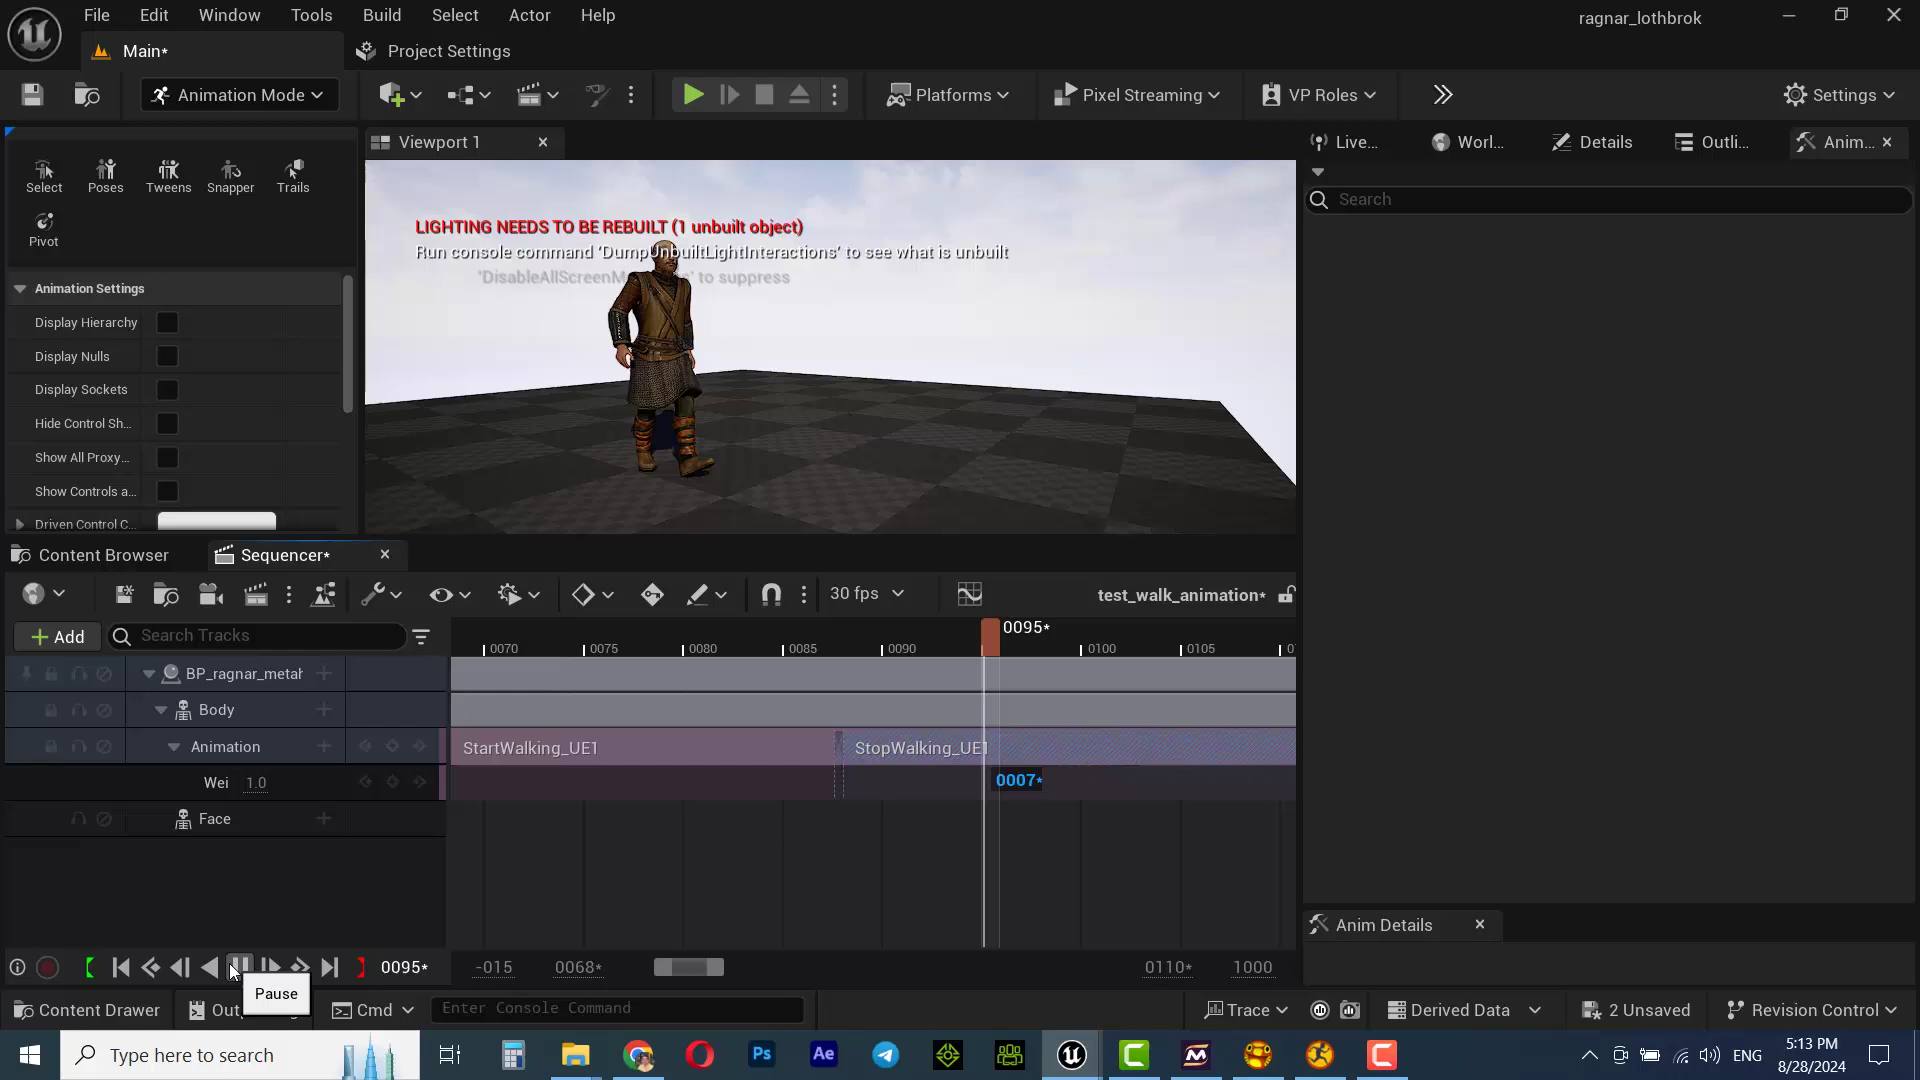 File Edit Window Tools Build Select Actor Help
ragnar_lothbrok
Main*
Project Settings
Animation Mode
Platforms
Pixel Streaming
VP Roles
Settings
Select
Poses
Tweens
Snapper
Trails
Pivot
Viewport 1
Live...
Worl...
Details
Outli...
Anim...
Search
LIGHTING NEEDS TO BE REBUILT (1 unbuilt object)
Run console command 'DumpUnbuiltLightInteractions' to see what is unbuilt
'DisableAllScreenM to suppress
Animation Settings
Display Hierarchy
Display Nulls
Display Sockets
Hide Control Sh...
Show All Proxy...
Show Controls a...
Driven Control C...
Content Browser
Sequencer*
30 fps
test_walk_animation*
Add
Search Tracks
0095*
0070 0075 0080 0085 0090 0100 0105
BP_ragnar_metah
Body
Animation
StartWalking_UE1
StopWalking_UE1
Wei 1.0
0007*
Face
Anim Details
0095*
-015
0068*
0110*
1000
Pause
Content Drawer
Cmd
Enter Console Command
Trace
Derived Data
2 Unsaved
Revision Control
Type here to search
Ps
Ae
ENG
5:13 PM
8/28/2024